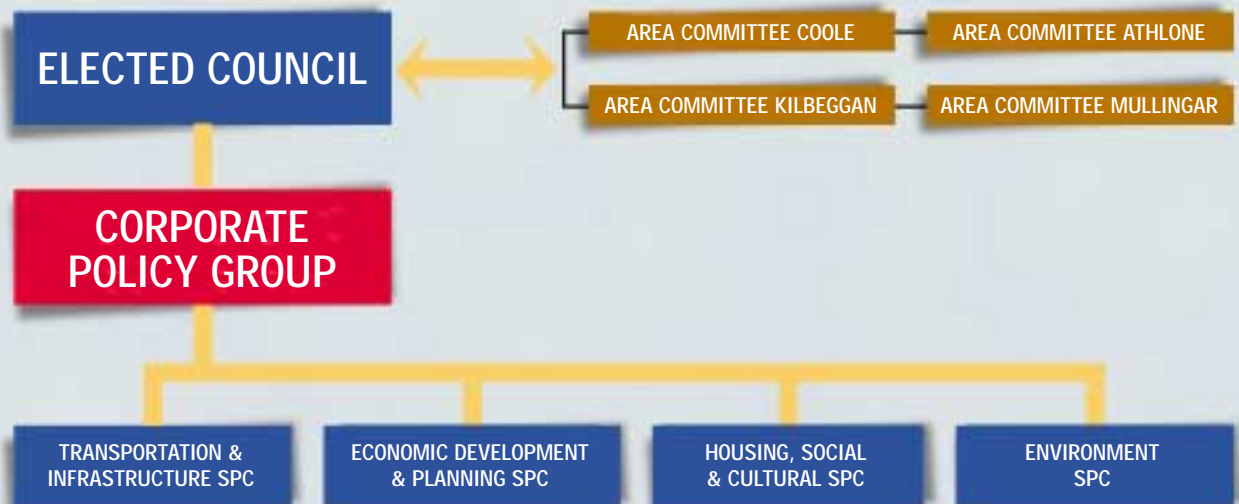 ELECTED COUNCIL
AREA COMMITTEE COOLE
AREA COMMITTEE ATHLONE
AREA COMMITTEE KILBEGGAN
AREA COMMITTEE MULLINGAR
CORPORATE
POLICY GROUP
TRANSPORTATION &
INFRASTRUCTURE SPC
ECONOMIC DEVELOPMENT
& PLANNING SPC
HOUSING, SOCIAL
& CULTURAL SPC
ENVIRONMENT
SPC